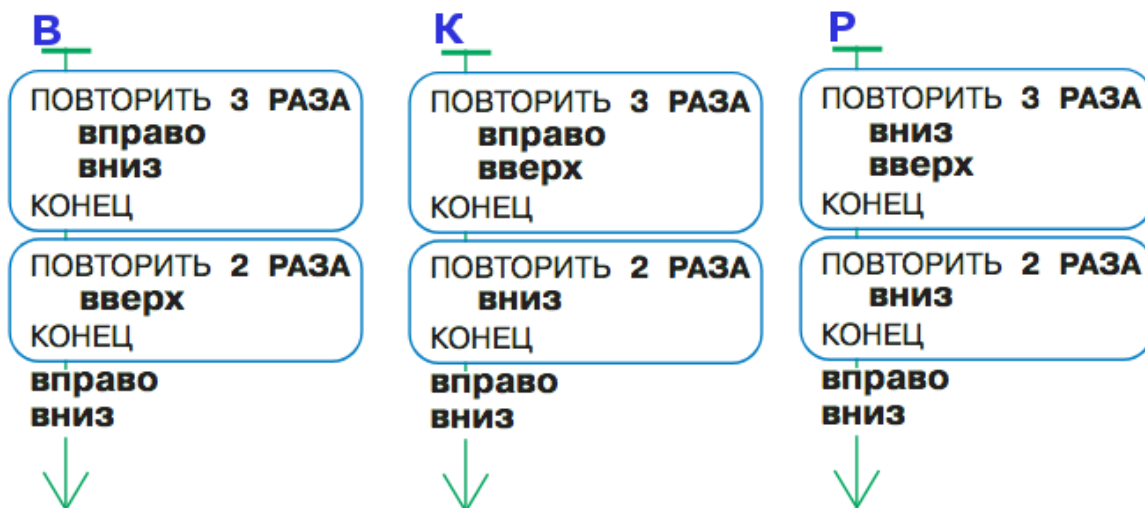 В
ПОВТОРИТЬ 3 РАЗА
вправо
вниз
КОНЕЦ
ПОВТОРИТЬ 2 РАЗА
вверх
КОНЕЦ
вправо
вниз
К
ПОВТОРИТЬ 3 РАЗА
вправо
вверх
КОНЕЦ
ПОВТОРИТЬ 2 РАЗА
вниз
КОНЕЦ
вправо
вниз
Р
ПОВТОРИТЬ 3 РАЗА
вниз
вверх
КОНЕЦ
ПОВТОРИТЬ 2 РАЗА
вниз
КОНЕЦ
вправо
вниз